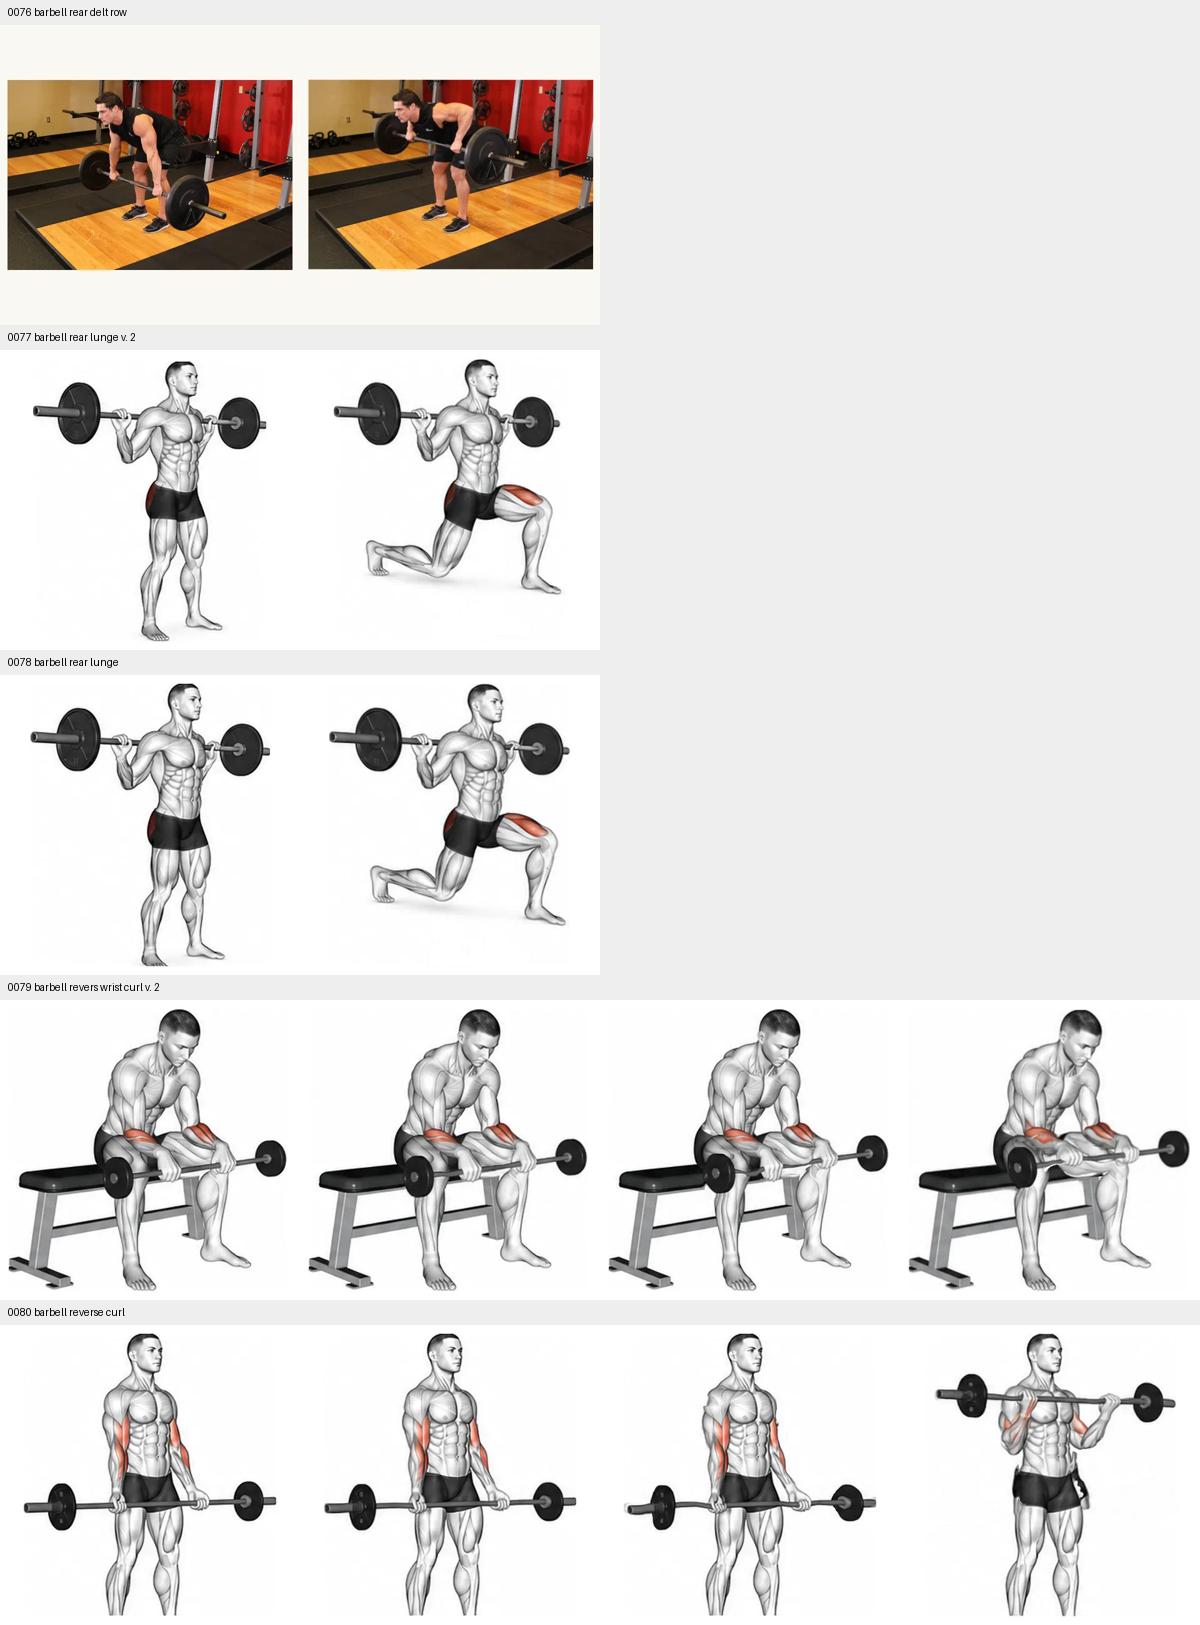 0076 barbell rear delt row
0077 barbell rear lunge v. 2
0078 barbell rear lunge
0079 barbell revers wrist curl v. 2
0080 barbell reverse curl